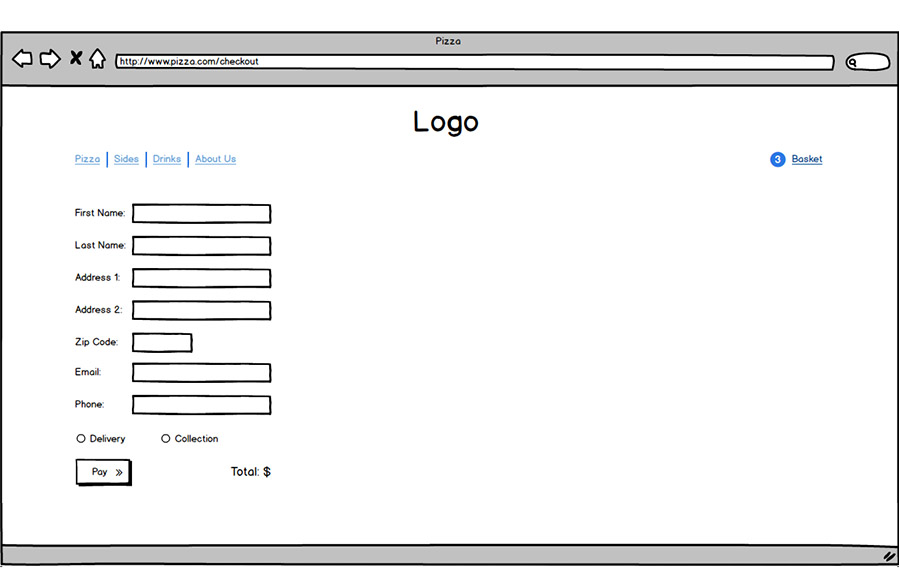 Pizza
http://www.pizza.com/checkout
Logo
Pizza Sides Drinks About Us 3 Basket
First Name:
Last Name:
Address 1:
Address 2:
Zip Code:
Email:
Phone:
Delivery Collection
Pay » Total: $